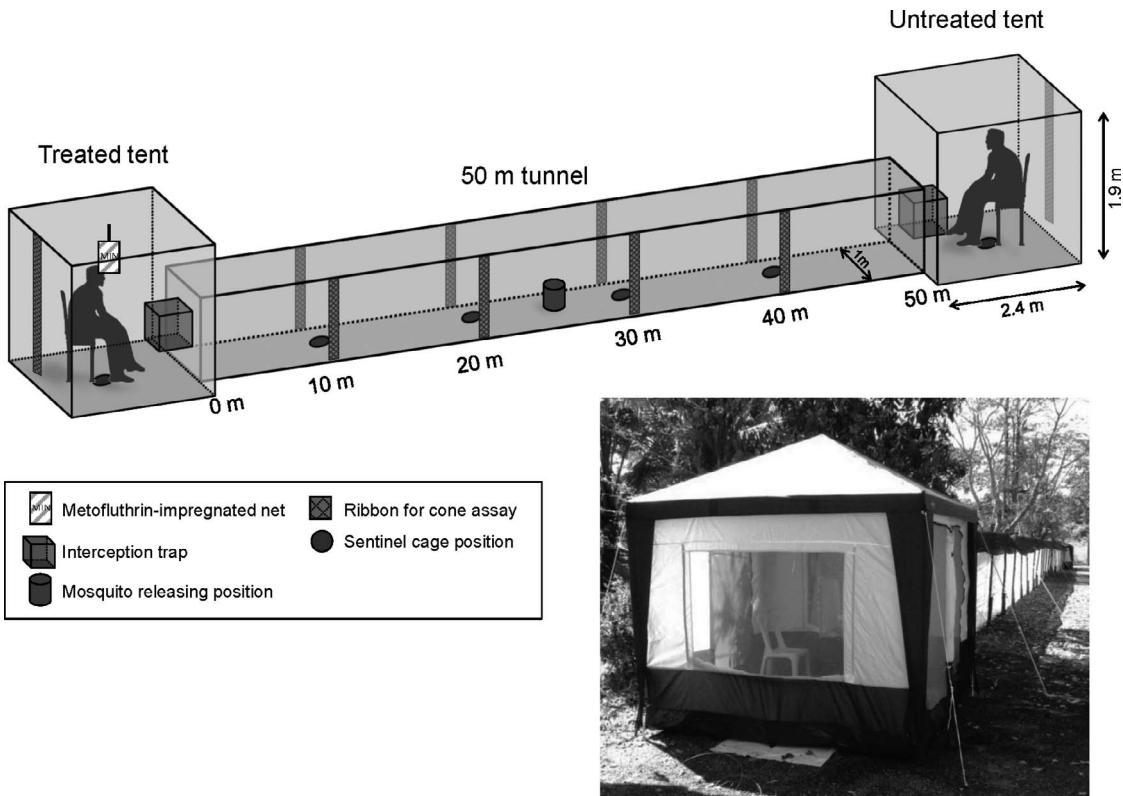 Untreated tent
Treated tent
50 m tunnel
1.9 m
MIN
1m
50 m
2.4 m
40 m
30 m
20 m
10 m
0 m
MIN
Metofluthrin-impregnated net
Ribbon for cone assay
Interception trap
Sentinel cage position
Mosquito releasing position